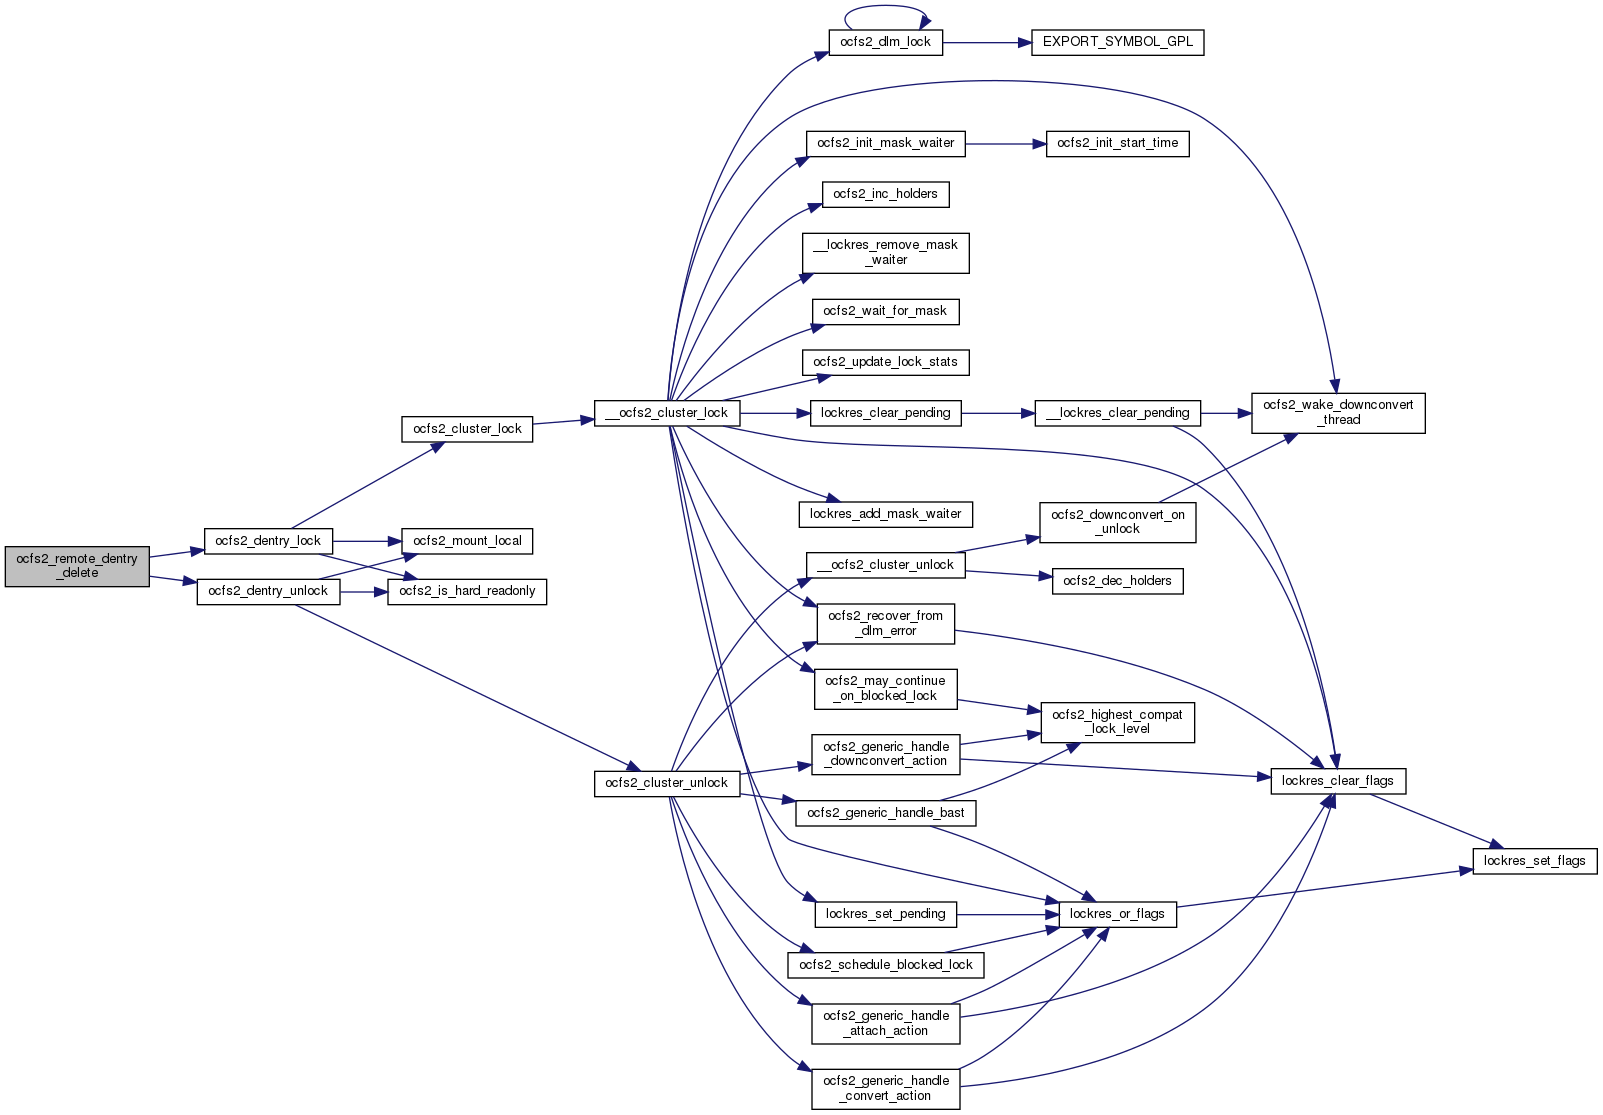 ocfs2_dlm_lock
EXPORT_SYMBOL_GPL
ocfs2_init_mask_waiter
ocfs2_init_start_time
ocfs2_inc_holders
__lockres_remove_mask
_waiter
ocfs2_wait_for_mask
ocfs2_update_lock_stats
__ocfs2_cluster_lock
lockres_clear_pending
__lockres_clear_pending
ocfs2_wake_downconvert
_thread
ocfs2_cluster_lock
lockres_add_mask_waiter
ocfs2_downconvert_on
_unlock
ocfs2_dentry_lock
ocfs2_mount_local
ocfs2_remote_dentry
_delete
__ocfs2_cluster_unlock
ocfs2_dec_holders
ocfs2_dentry_unlock
ocfs2_is_hard_readonly
ocfs2_recover_from
_dlm_error
ocfs2_may_continue
_on_blocked_lock
ocfs2_highest_compat
_lock_level
ocfs2_generic_handle
_downconvert_action
ocfs2_cluster_unlock
lockres_clear_flags
ocfs2_generic_handle_bast
lockres_set_flags
lockres_set_pending
lockres_or_flags
ocfs2_schedule_blocked_lock
ocfs2_generic_handle
_attach_action
ocfs2_generic_handle
_convert_action